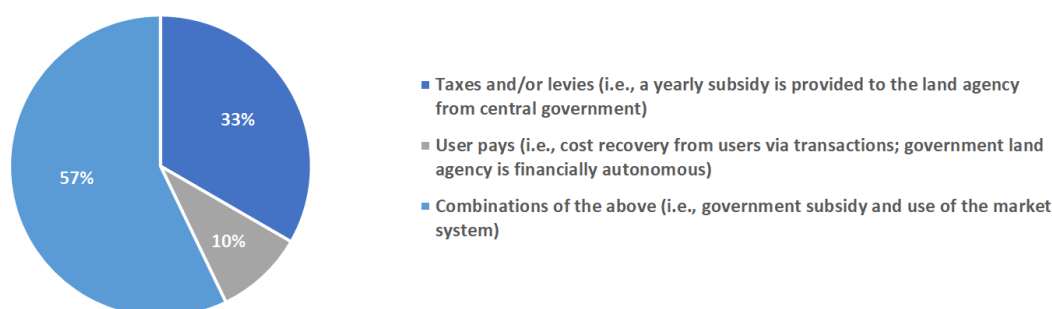 33%
10%
57%
Taxes and/or levies (i.e., a yearly subsidy is provided to the land agency
from central government)
User pays (i.e., cost recovery from users via transactions; government land
agency is financially autonomous)
Combinations of the above (i.e., government subsidy and use of the market
system)